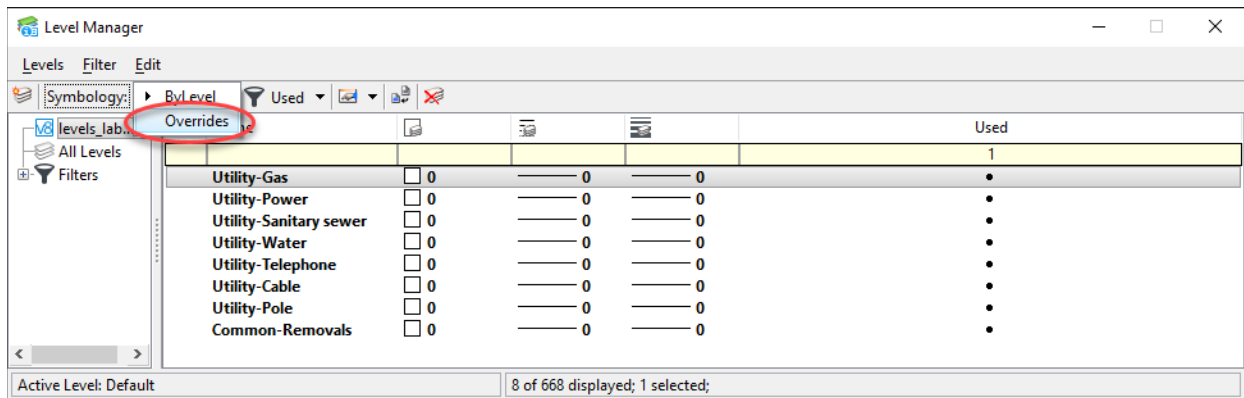 Level Manager
Levels Filter Edit
Symbology: ByLevel Used
Overrides
levels_lab... Used
All Levels 1
Filters
Utility-Gas 0 0 0
Utility-Power 0 0 0
Utility-Sanitary sewer 0 0 0
Utility-Water 0 0 0
Utility-Telephone 0 0 0
Utility-Cable 0 0 0
Utility-Pole 0 0 0
Common-Removals 0 0 0
Active Level: Default 8 of 668 displayed; 1 selected;